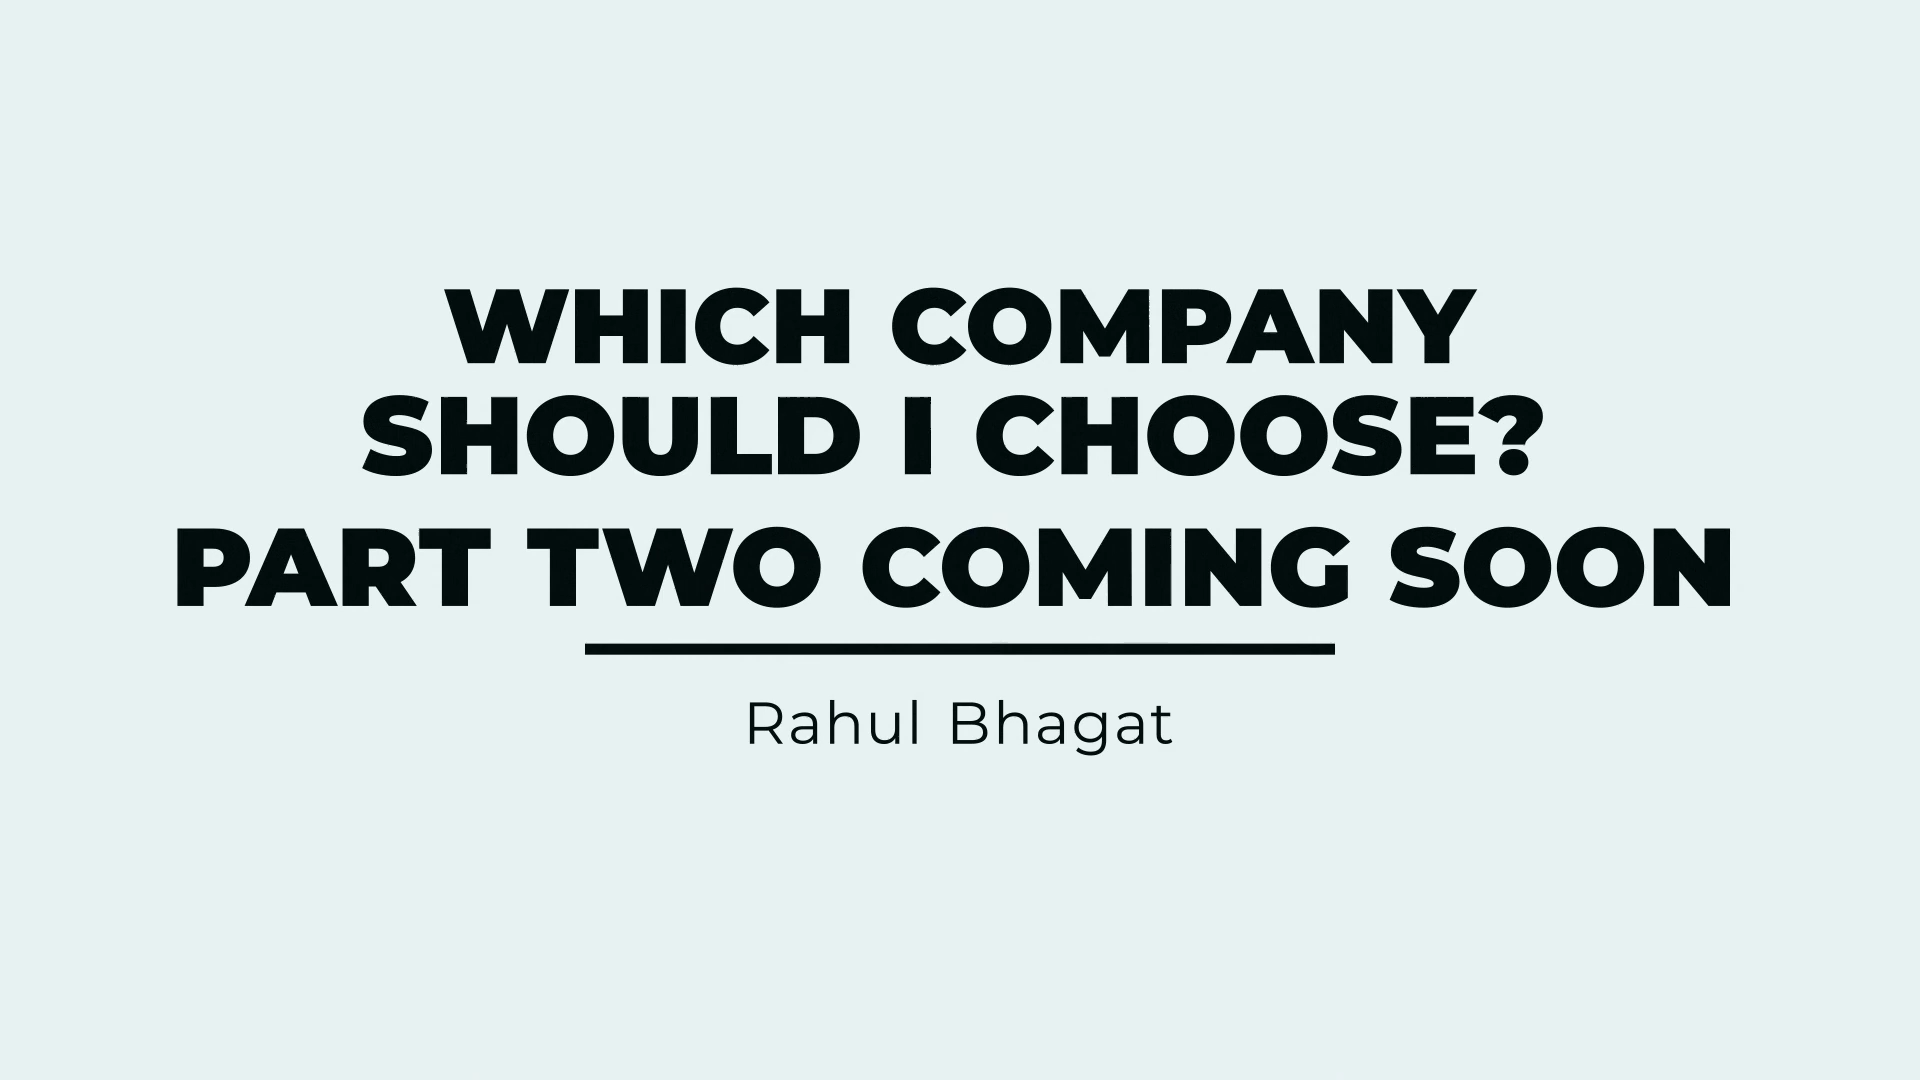 WHICH COMPANY
SHOULD I CHOOSE?
PART TWO COMING SOON
Rahul Bhagat